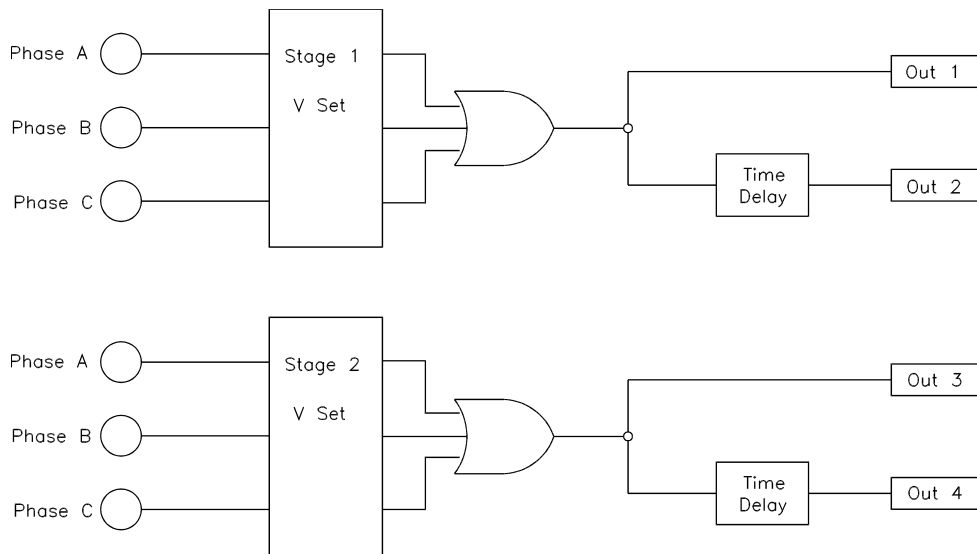 Phase A
Stage 1
Out 1
V Set
Phase B
Time
Delay
Out 2
Phase C
Phase A
Stage 2
Out 3
V Set
Phase B
Time
Delay
Out 4
Phase C